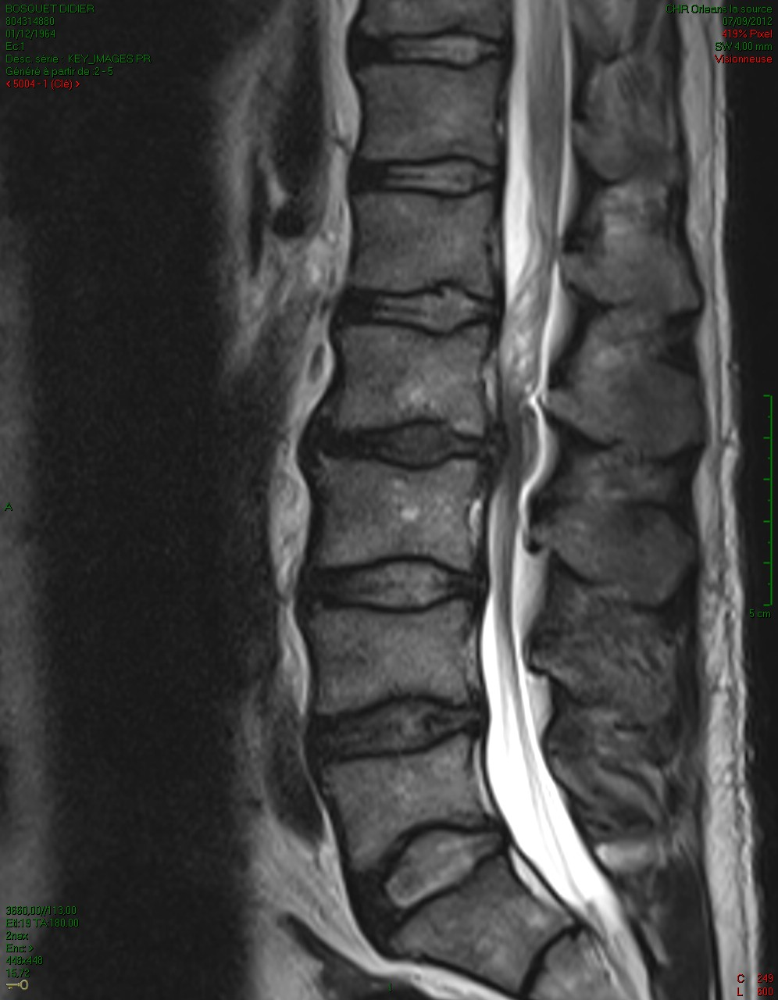 BOSQUET DIDIER
804314880
01/12/1964
Ec:1
Desc. série : KEY_IMAGES PR
Généré à partir de :2 - 5
< 5004 - 1 (Clé) >
CHR Orleans la source
07/09/2012
419% Pixel
SW 4,00 mm
Visionneuse
A
5 cm
3660,00//113.00
Etl:19 TA:180,00
2nex
Enc: >
448x448
15,72
I
C 249
L 600